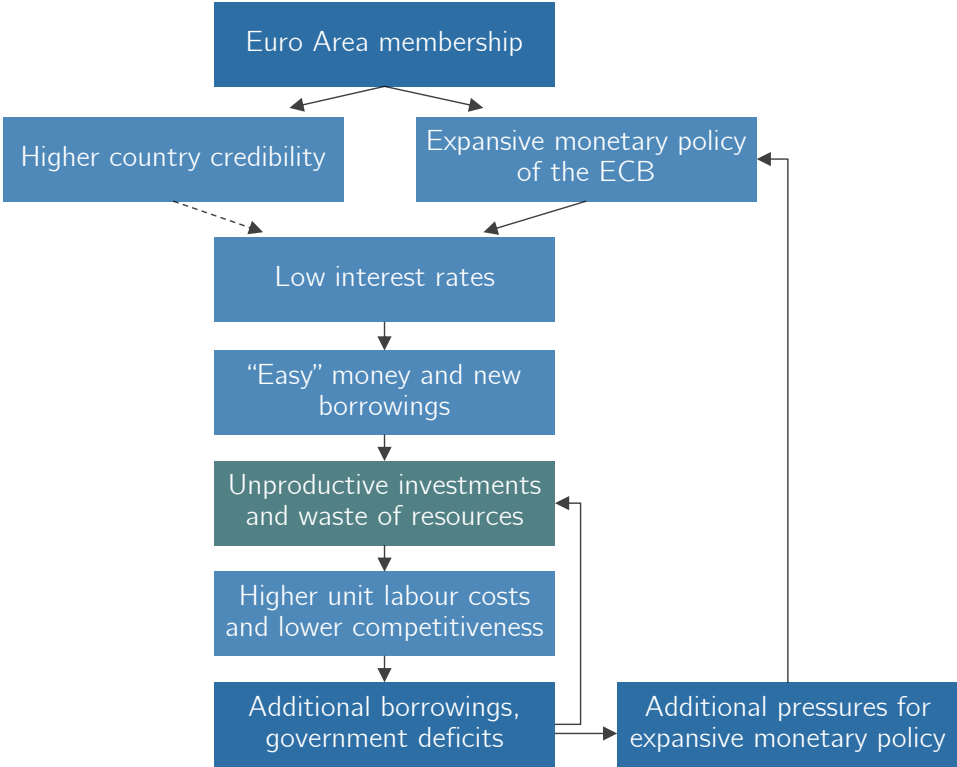 Euro Area membership
Higher country credibility
Expansive monetary policy
of the ECB
Low interest rates
“Easy” money and new
borrowings
Unproductive investments
and waste of resources
Higher unit labour costs
and lower competitiveness
Additional borrowings,
government deficits
Additional pressures for
expansive monetary policy